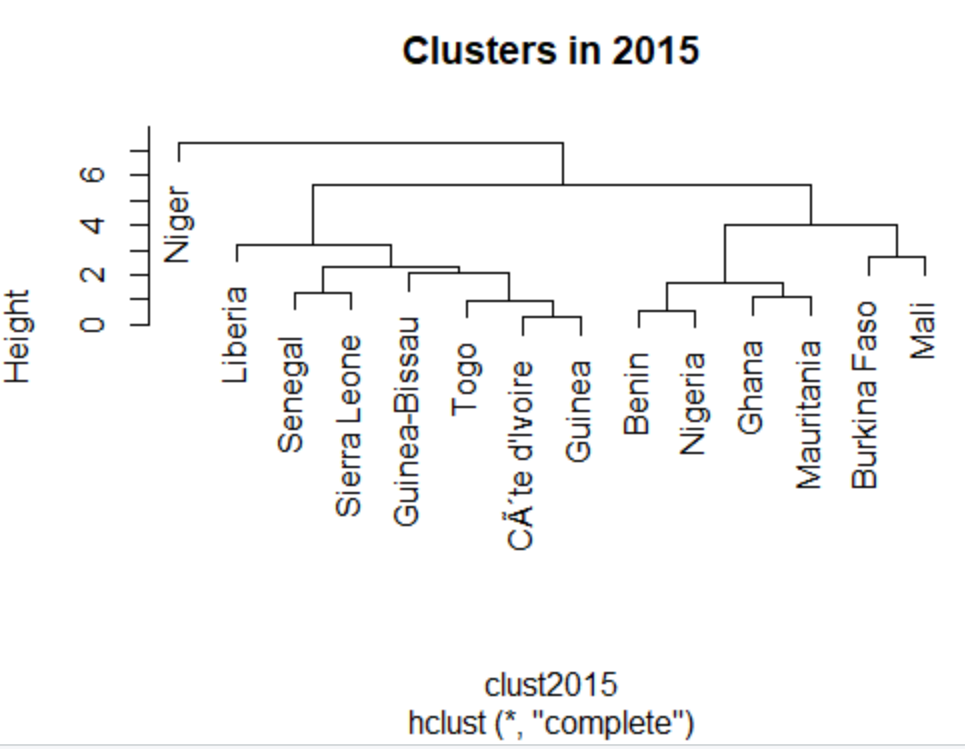 Clusters in 2015
Height
0
2
4
6
Niger
Liberia
Senegal
Sierra Leone
Guinea-Bissau
Togo
CÃ´te d'Ivoire
Guinea
Benin
Nigeria
Ghana
Mauritania
Burkina Faso
Mali
clust2015
hclust (*, "complete")